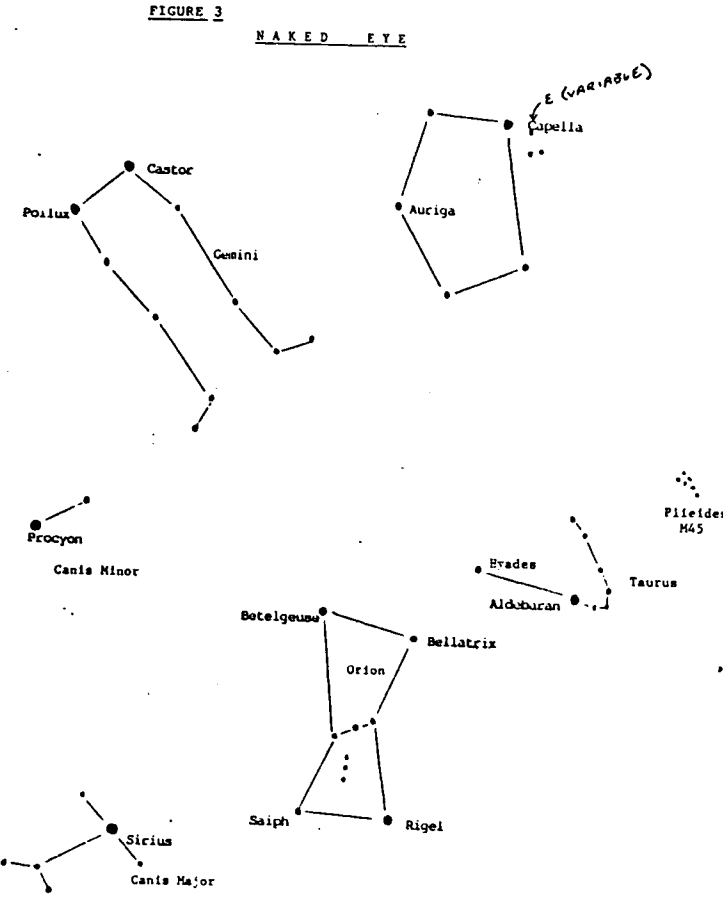 FIGURE 3
NAKED EYE
E (VARIABLE)
Capella
Castor
Pollux
Auriga
Gemini
Procyon
Canis Minor
Plieides
M45
Hyades
Taurus
Aldebaran
Betelgeuse
Bellatrix
Orion
Saiph
Rigel
Sirius
Canis Major